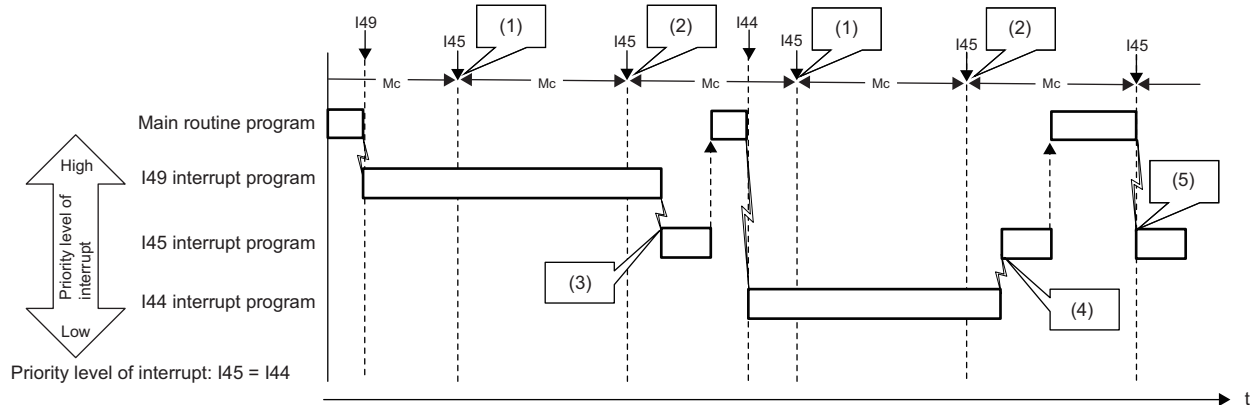 I49
I45
(1)
I45
(2)
I44
I45
(1)
I45
(2)
I45
Mc
Mc
Mc
Mc
Mc
Main routine program
High
I49 interrupt program
Priority level of
interrupt
(5)
I45 interrupt program
(3)
I44 interrupt program
(4)
Low
Priority level of interrupt: I45 = I44
t